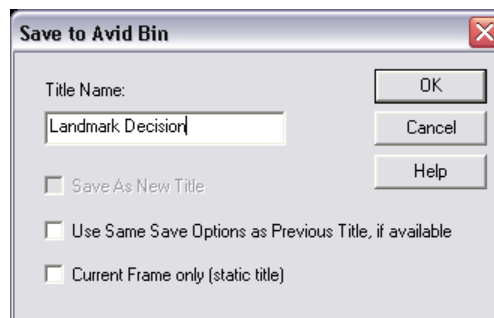 Save to Avid Bin
Title Name:
OK
Landmark Decision
Cancel
Help
Save As New Title
Use Same Save Options as Previous Title, if available
Current Frame only (static title)